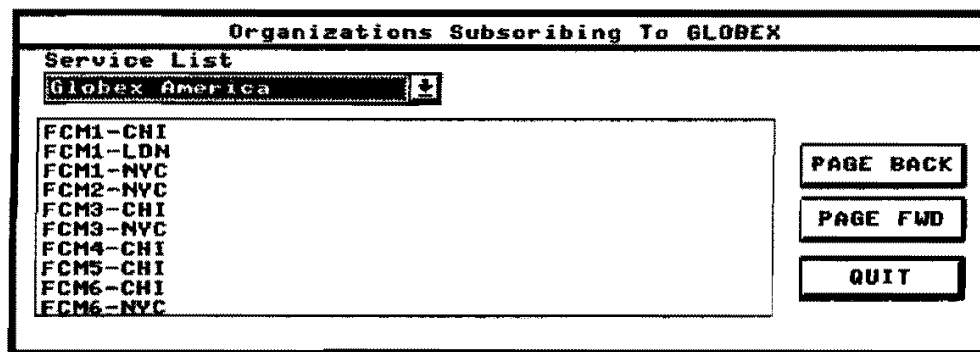 Organizations Subscribing To GLOBEX
Service List
Globex America
FCM1-CHI
FCM1-LDN
FCM1-NYC
FCM2-NYC
FCM3-CHI
FCM3-NYC
FCM4-CHI
FCM5-CHI
FCM6-CHI
FCM6-NYC
PAGE BACK
PAGE FWD
QUIT